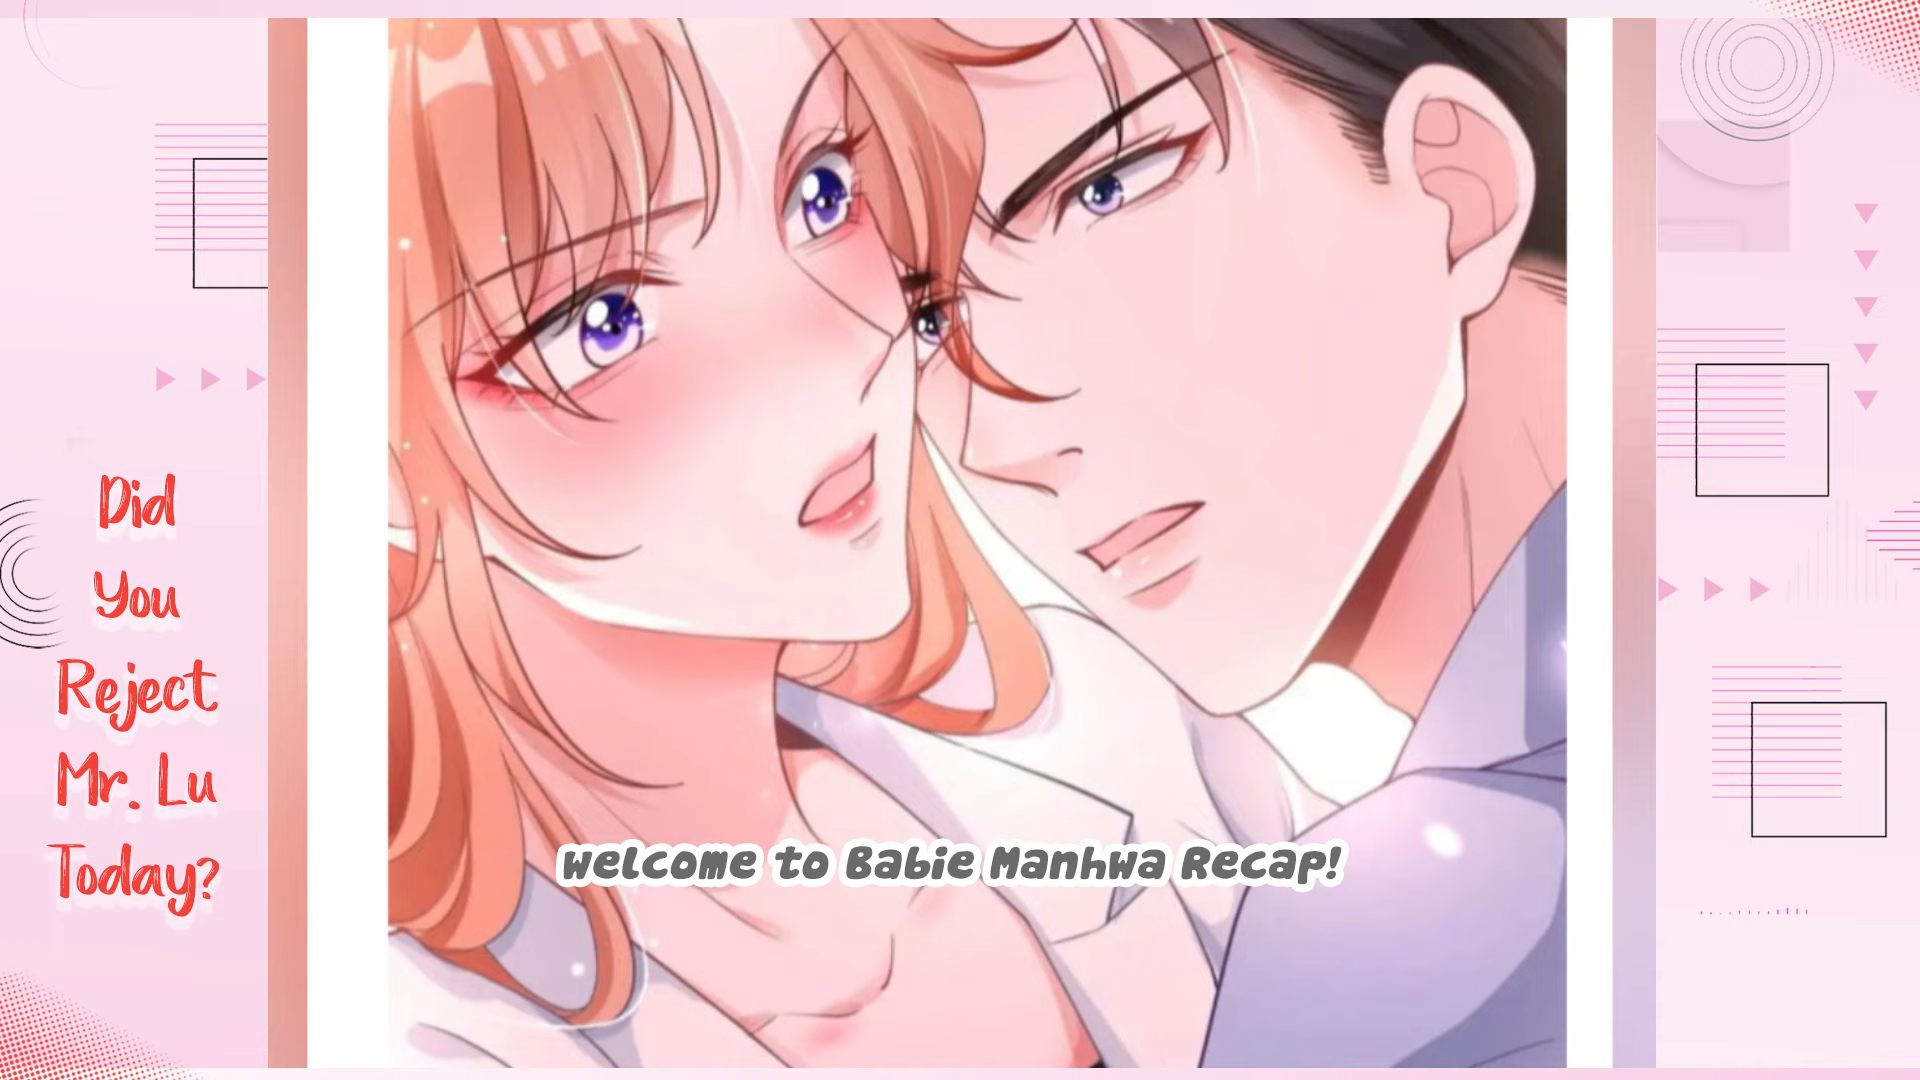 Did
You
Reject
Mr. Lu
Today?
welcome to Babie Manhwa Recap!